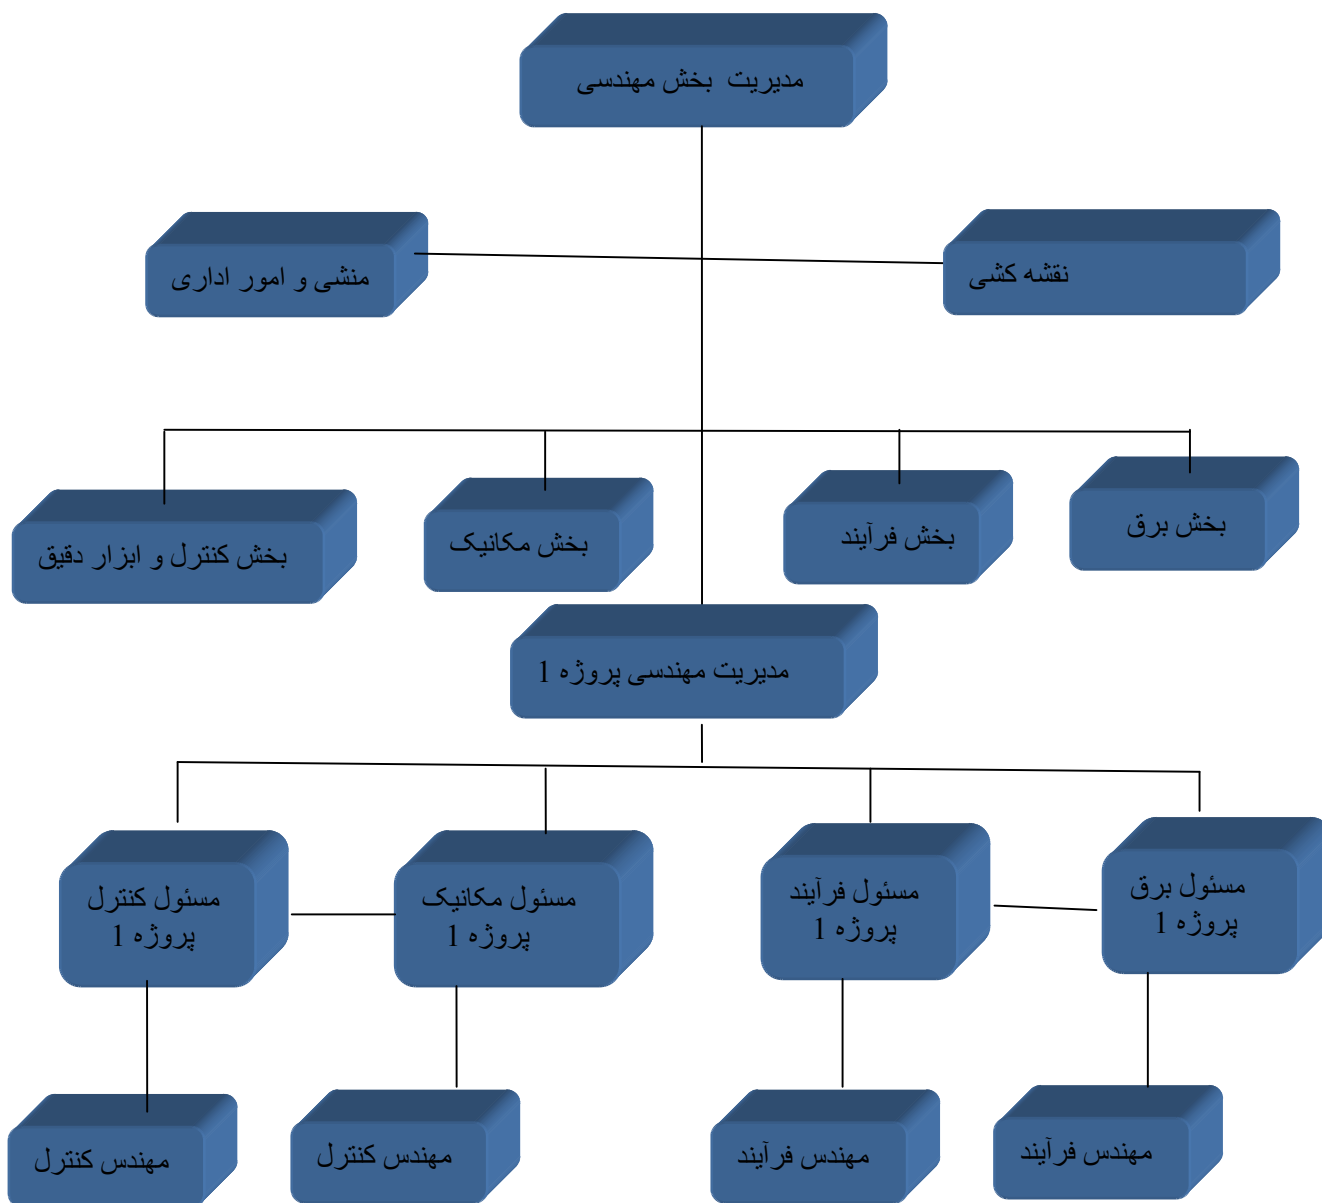 مدیریت بخش مهندسی
نقشه کشی
منشی و امور اداری
بخش برق
بخش فرآیند
بخش مکانیک
بخش کنترل و ابزار دقیق
مدیریت مهندسی پروژه 1
مسئول برق
پروژه 1
مسئول فرآیند
پروژه 1
مسئول مکانیک
پروژه 1
مسئول کنترل
پروژه 1
مهندس فرآیند
مهندس فرآیند
مهندس کنترل
مهندس کنترل